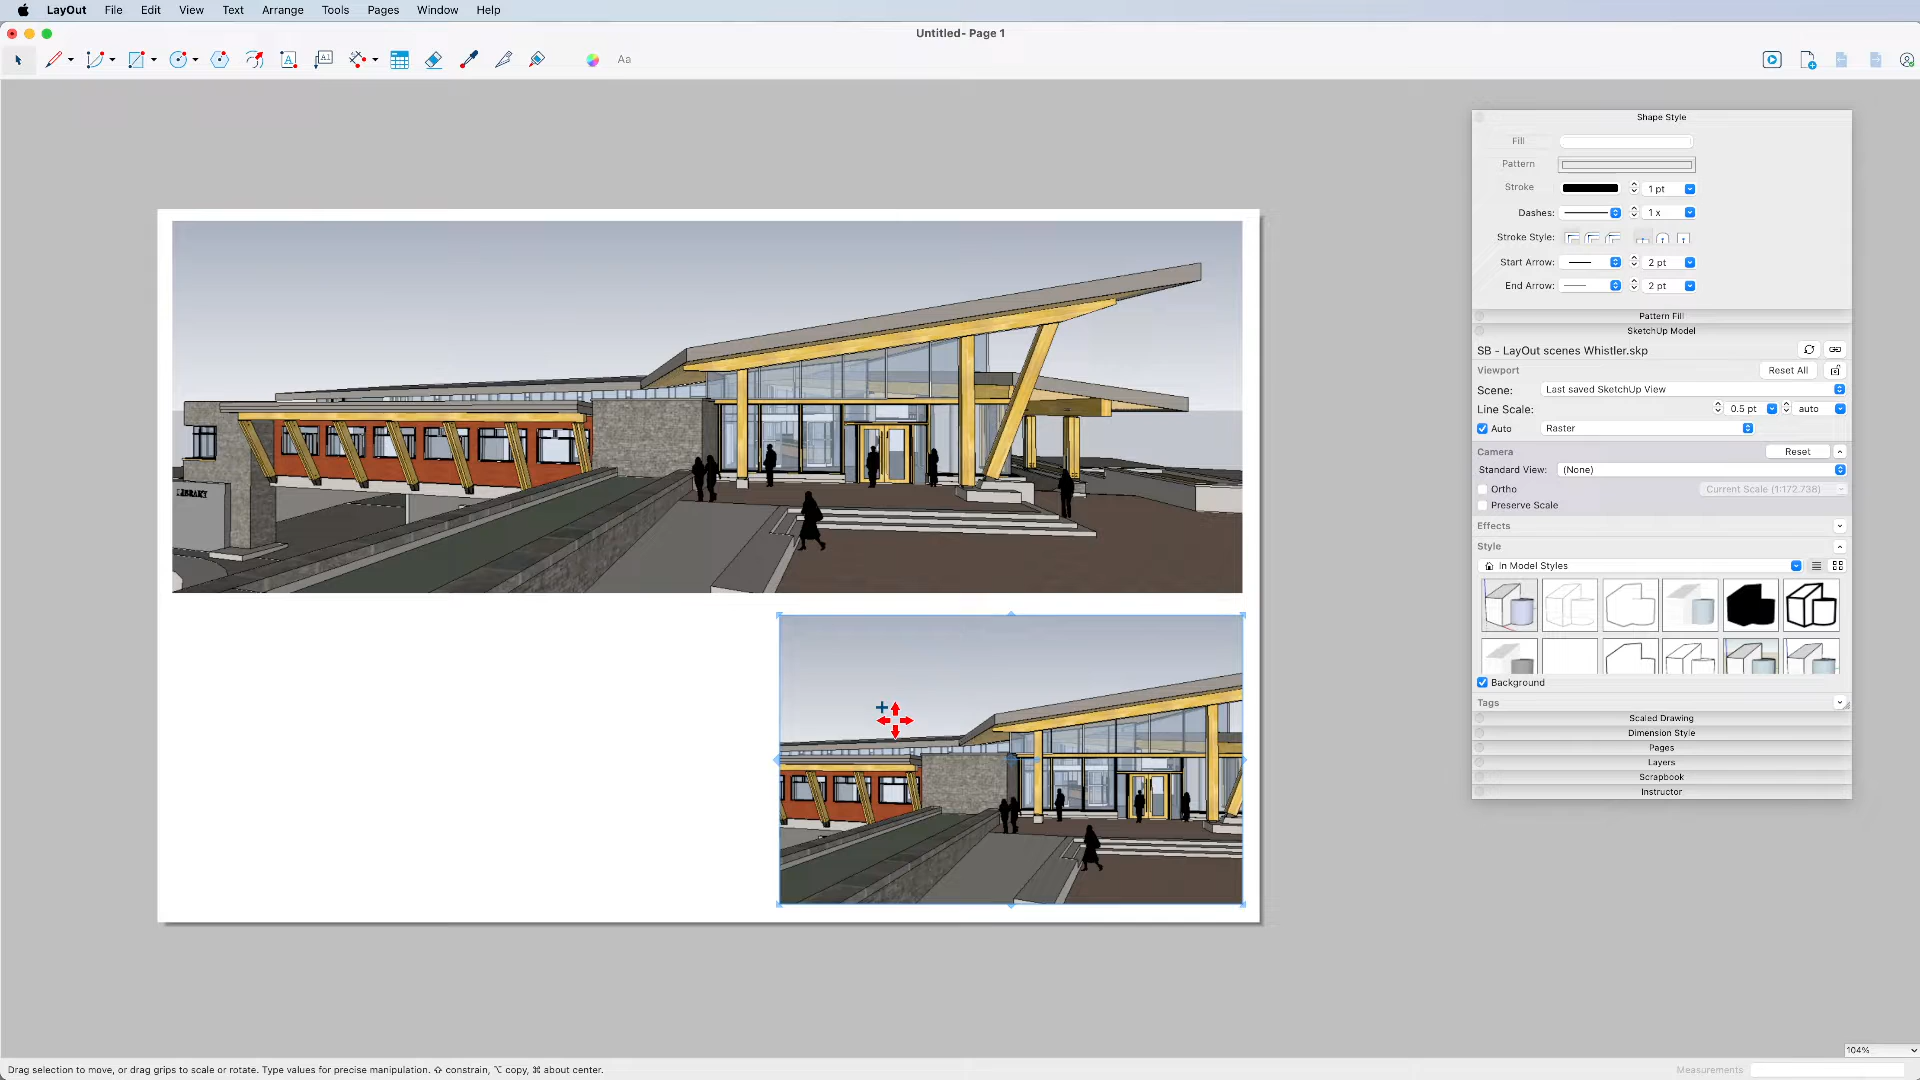 LayOut File Edit View Text Arrange Tools Pages Window Help
Untitled- Page 1
A1
Aa
Shape Style
Fill
Pattern
Stroke 1 pt
Dashes: 1 x
Stroke Style:
Start Arrow: 2 pt
End Arrow: 2 pt
Pattern Fill
SketchUp Model
SB - LayOut scenes Whistler.skp
Viewport Reset All
Scene: Last saved SketchUp View
Line Scale: 0.5 pt auto
Auto Raster
Camera Reset
Standard View: (None)
Ortho Current Scale (1:172.738)
Preserve Scale
Effects
Style
In Model Styles
Background
Tags
Scaled Drawing
Dimension Style
Pages
Layers
Scrapbook
Instructor
LIBRARY
104%
Drag selection to move, or drag grips to scale or rotate. Type values for precise manipulation. ⇧ constrain, ⌥ copy, ⌘ about center.
Measurements